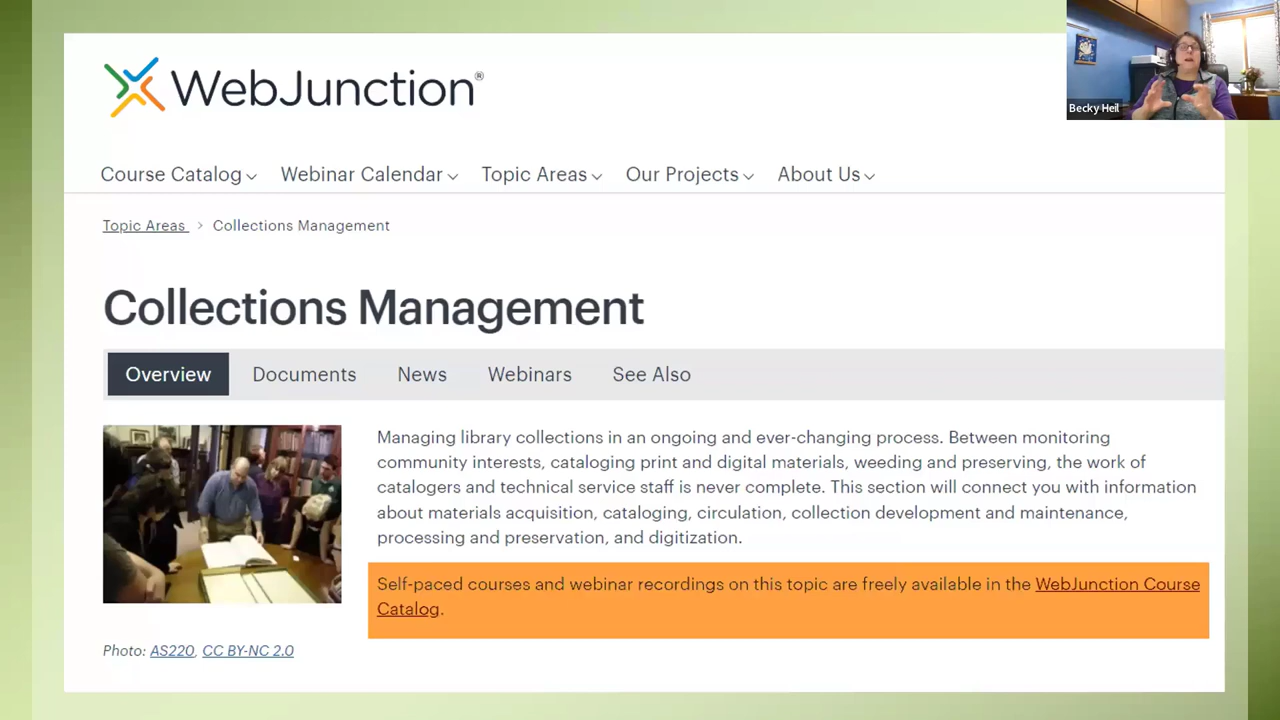 WebJunction®
Becky Heil
Course Catalog
Webinar Calendar
Topic Areas
Our Projects
About Us
Topic Areas > Collections Management
Collections Management
Overview
Documents
News
Webinars
See Also
Managing library collections in an ongoing and ever-changing process. Between monitoring
community interests, cataloging print and digital materials, weeding and preserving, the work of
catalogers and technical service staff is never complete. This section will connect you with information
about materials acquisition, cataloging, circulation, collection development and maintenance,
processing and preservation, and digitization.
Self-paced courses and webinar recordings on this topic are freely available in the WebJunction Course
Catalog.
Photo: AS220, CC BY-NC 2.0